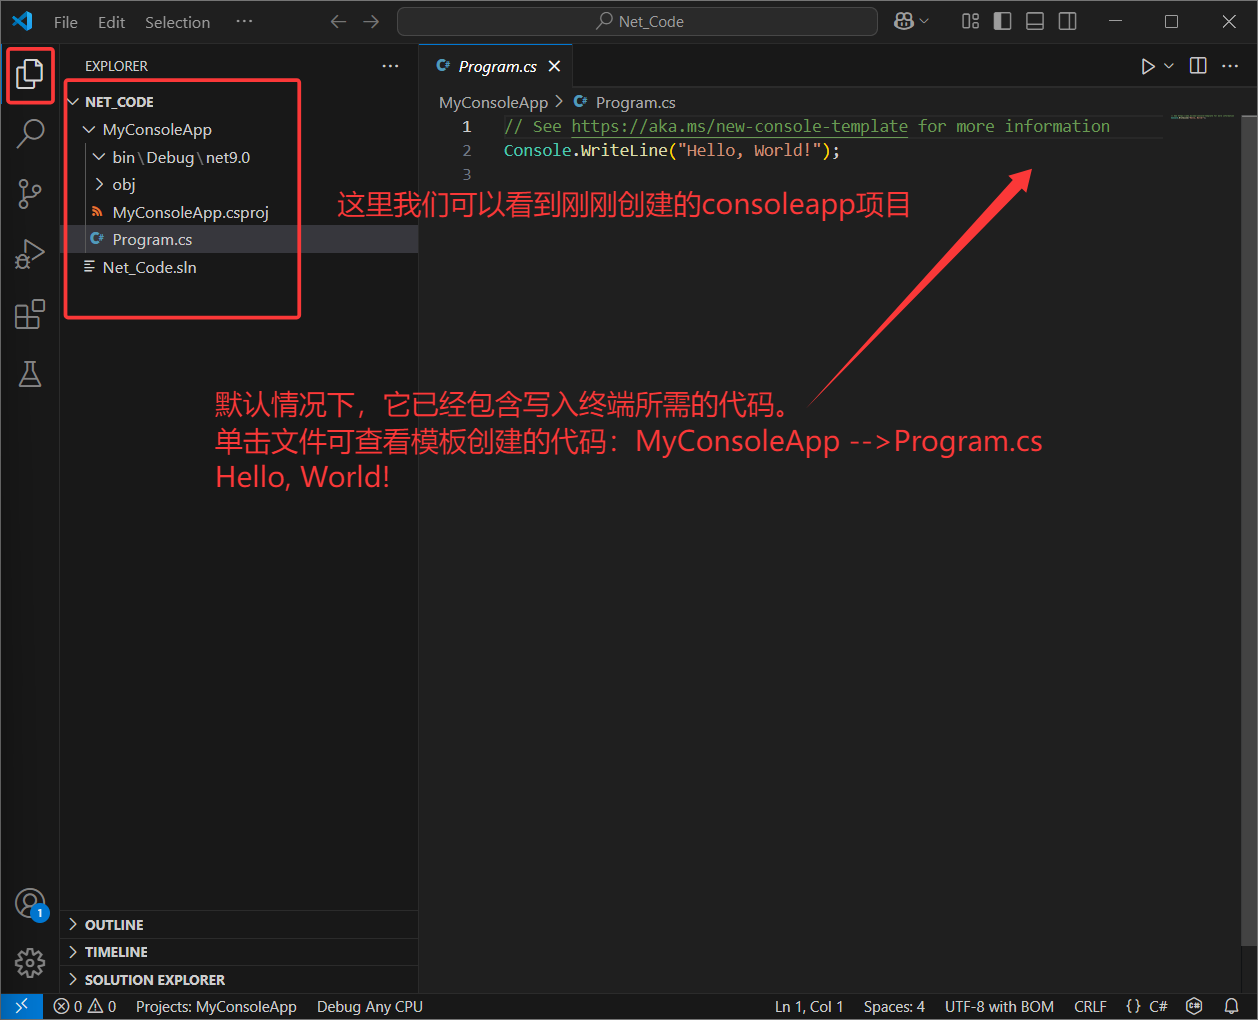 File Edit Selection ··· Net_Code
EXPLORER ···
NET_CODE
MyConsoleApp
bin\Debug\net9.0
obj
MyConsoleApp.csproj
C# Program.cs
Net_Code.sln
C# Program.cs
MyConsoleApp > C# Program.cs
1 // See https://aka.ms/new-console-template for more information
2 Console.WriteLine("Hello, World!");
3
这里我们可以看到刚刚创建的consoleapp项目
默认情况下，它已经包含写入终端所需的代码。
单击文件可查看模板创建的代码：MyConsoleApp -->Program.cs
Hello, World!
1
OUTLINE
TIMELINE
SOLUTION EXPLORER
0 0 Projects: MyConsoleApp Debug Any CPU Ln 1, Col 1 Spaces: 4 UTF-8 with BOM CRLF {} C#